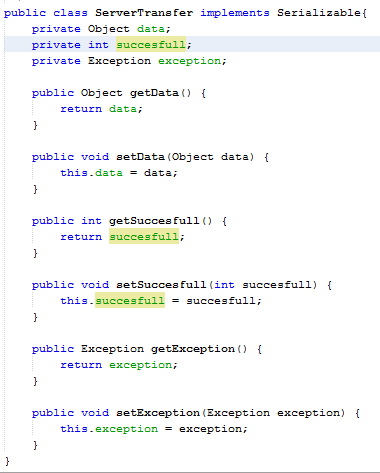 public class ServerTransfer implements Serializable{
private Object data;
private int succesfull;
private Exception exception;
public Object getData() {
return data;
}
public void setData(Object data) {
this.data = data;
}
public int getSuccesfull() {
return succesfull;
}
public void setSuccesfull(int succesfull) {
this.succesfull = succesfull;
}
public Exception getException() {
return exception;
}
public void setException(Exception exception) {
this.exception = exception;
}
}